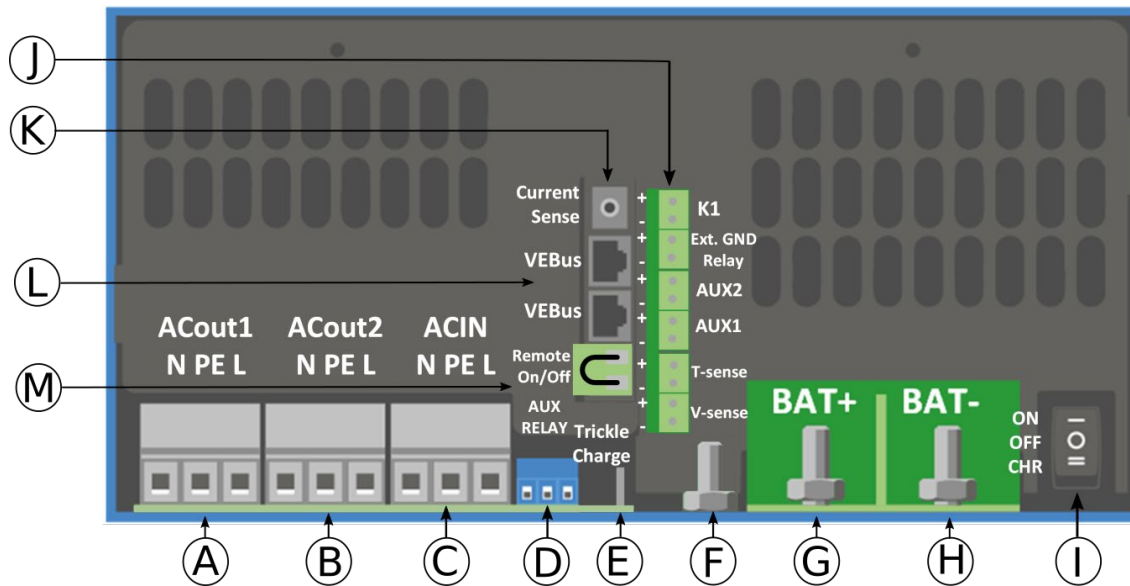 J
K
Current
Sense
+
-
K1
VEBus
+
-
Ext. GND
Relay
L
+
-
AUX2
VEBus
+
-
AUX1
ACout1
N PE L
ACout2
N PE L
ACIN
N PE L
M
Remote
On/Off
+
-
T-sense
AUX
RELAY
+
-
V-sense
Trickle
Charge
BAT+
BAT-
ON
OFF
CHR
A
B
C
D
E
F
G
H
I